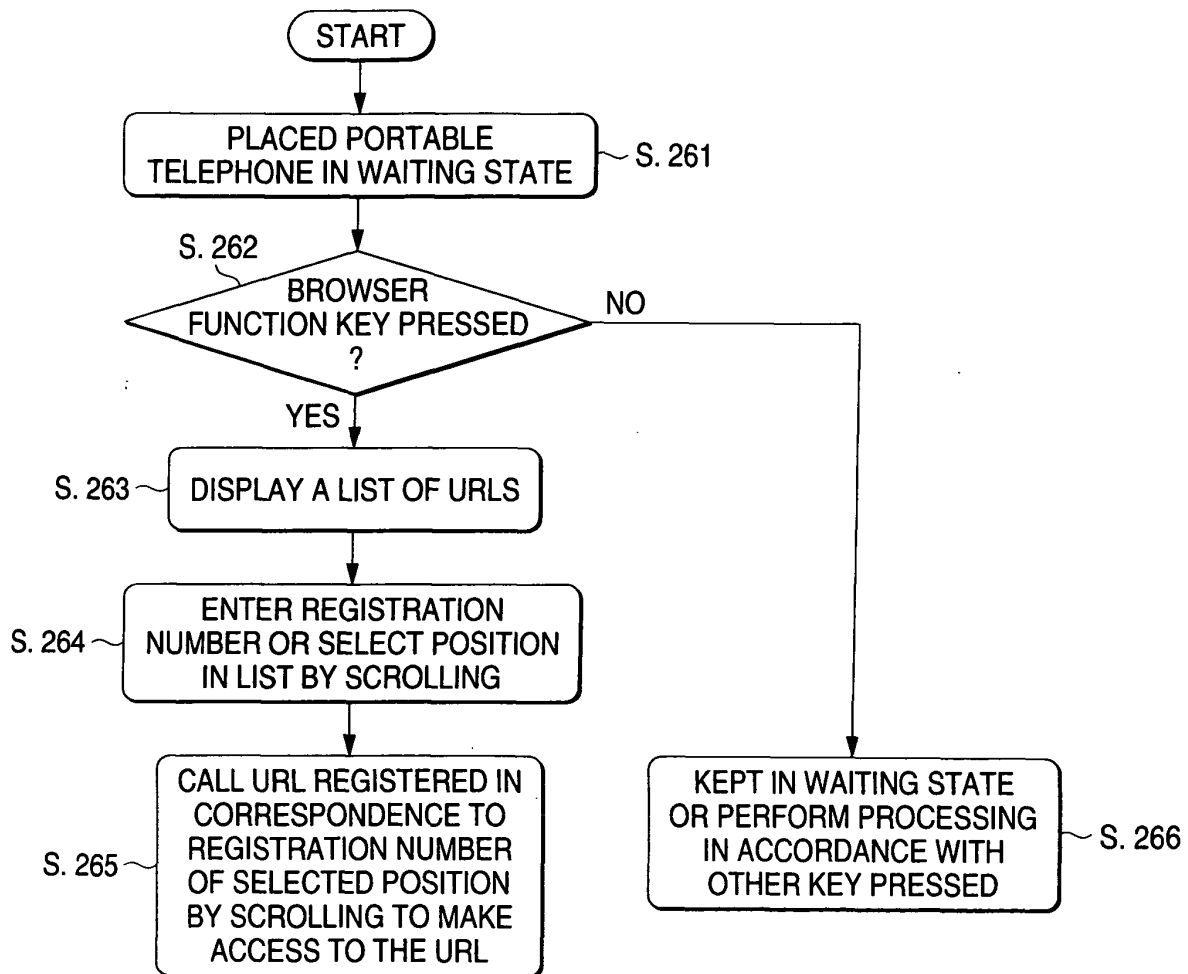 START
PLACED PORTABLE
TELEPHONE IN WAITING STATE
S. 261
S. 262
BROWSER
FUNCTION KEY PRESSED
?
NO
YES
S. 263
DISPLAY A LIST OF URLS
S. 264
ENTER REGISTRATION
NUMBER OR SELECT POSITION
IN LIST BY SCROLLING
S. 265
CALL URL REGISTERED IN
CORRESPONDENCE TO
REGISTRATION NUMBER
OF SELECTED POSITION
BY SCROLLING TO MAKE
ACCESS TO THE URL
KEPT IN WAITING STATE
OR PERFORM PROCESSING
IN ACCORDANCE WITH
OTHER KEY PRESSED
S. 266